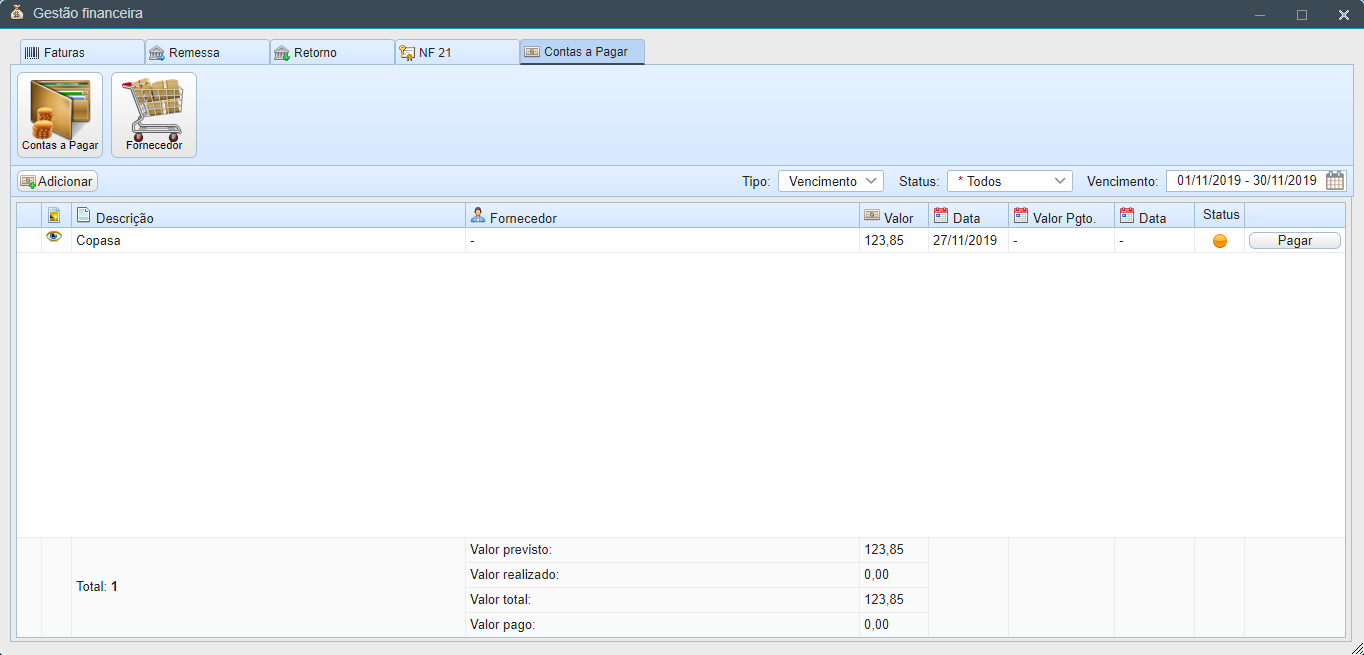 Gestão financeira
Faturas Remessa Retorno NF 21 Contas a Pagar
Contas a Pagar Fornecedor
Adicionar Tipo: Vencimento Status: * Todos Vencimento: 01/11/2019 - 30/11/2019
Descrição Fornecedor Valor Data Valor Pgto. Data Status
Copasa - 123,85 27/11/2019 - - Pagar
Valor previsto: 123,85
Valor realizado: 0,00
Total: 1
Valor total: 123,85
Valor pago: 0,00